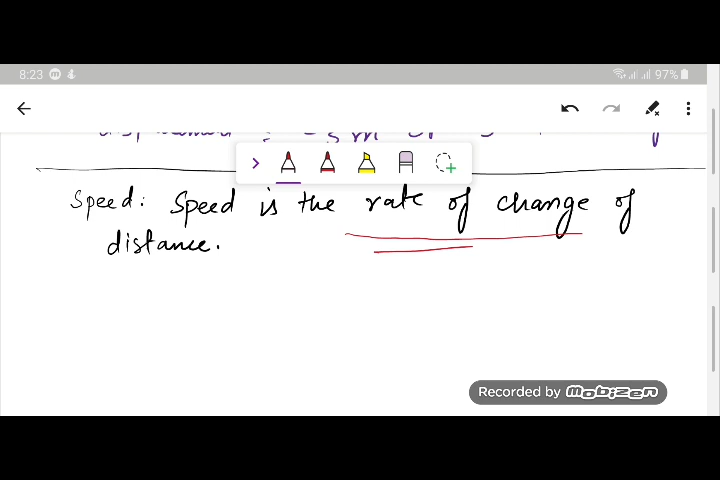 8:23 97%
Speed: Speed is the rate of change of
distance.
Recorded by mobizen